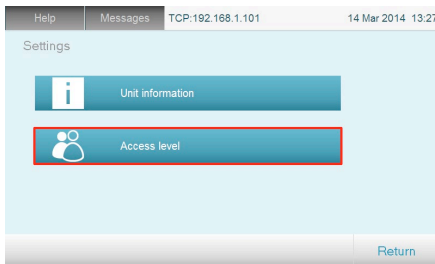 Help Messages TCP:192.168.1.101 14 Mar 2014 13:27
Settings
i Unit information
Access level
Return